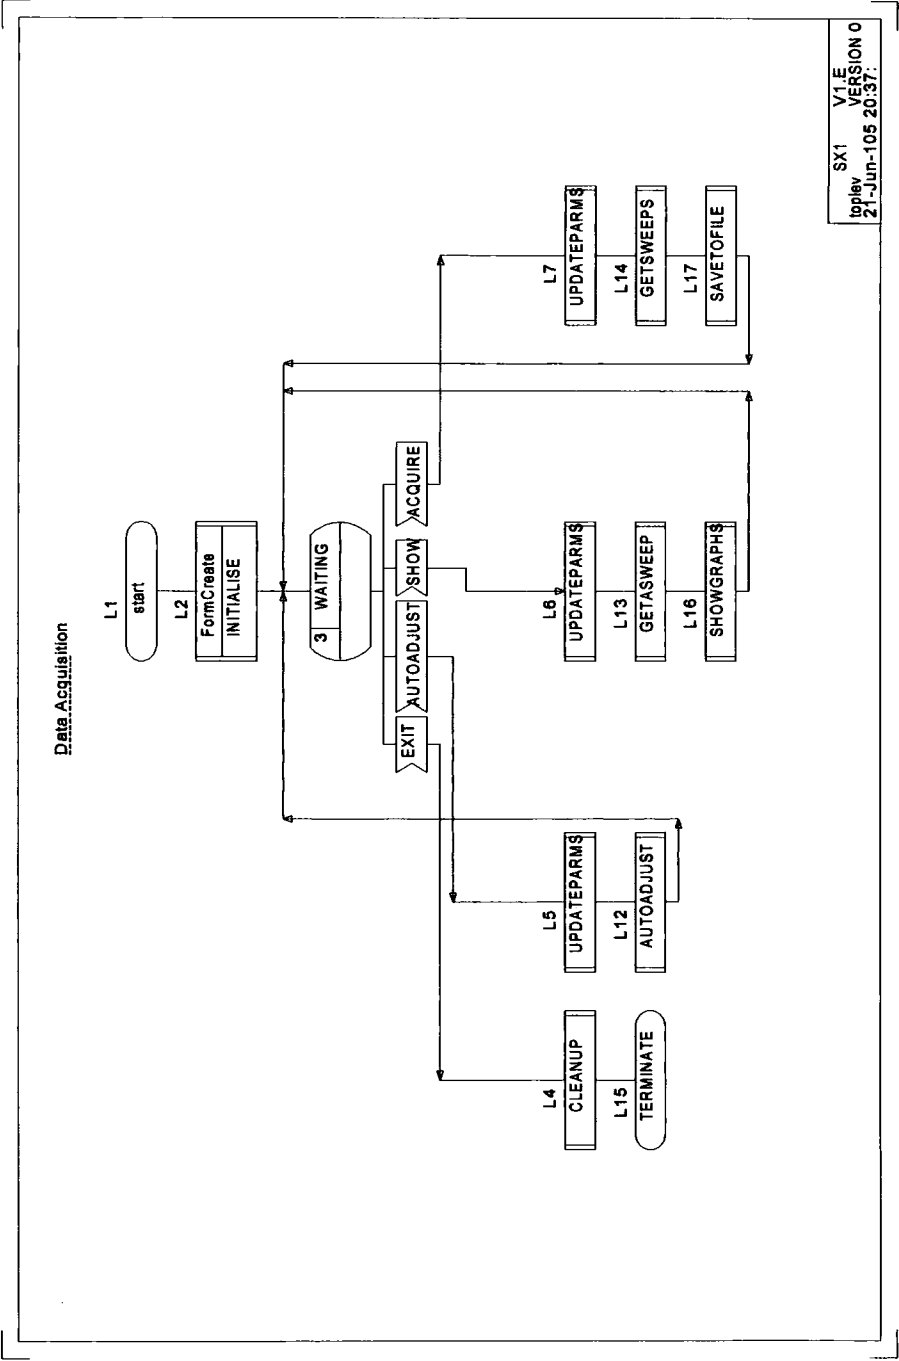 Data Acquisition
L1
start
L2
FormCreate
INITIALISE
3 WAITING
EXIT AUTOADJUST SHOW ACQUIRE
L4 L5 L6 L7
CLEANUP UPDATEPARMS UPDATEPARMS UPDATEPARMS
L15 L12 L13 L14
TERMINATE AUTOADJUST GETASWEEP GETSWEEPS
L16 L17
SHOWGRAPHS SAVETOFILE
SX1 V1.E
toplev VERSION 0
21-Jun-105 20:37: